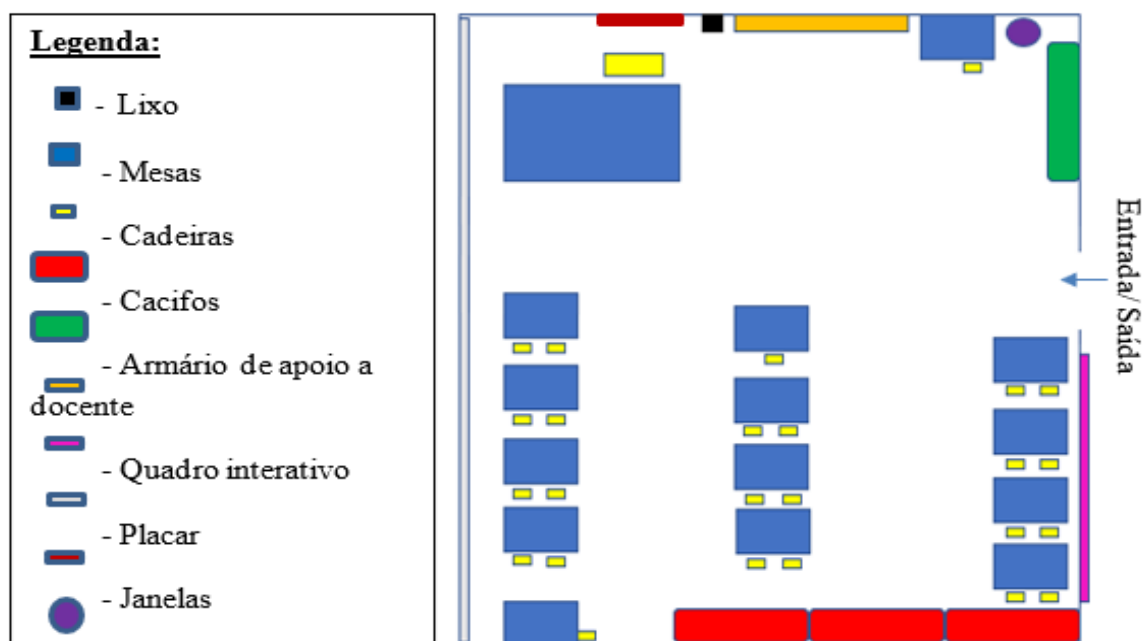 Legenda:
- Lixo
- Mesas
- Cadeiras
- Cacifos
- Armário de apoio a
docente
- Quadro interativo
- Placar
- Janelas
Entrada/ Saída